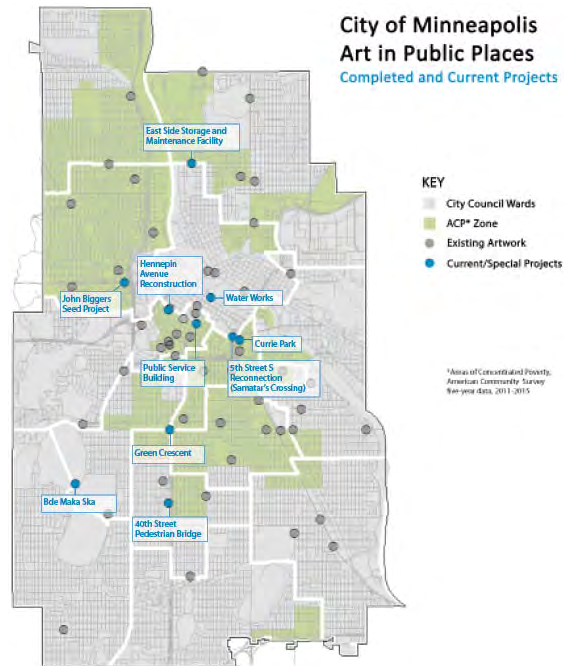 City of Minneapolis
Art in Public Places
Completed and Current Projects
East Side Storage and
Maintenance Facility
KEY
City Council Wards
ACP* Zone
Existing Artwork
Current/Special Projects
Hennepin
Avenue
Reconstruction
John Biggers
Seed Project
Water Works
Currie Park
Public Service
Building
5th Street S
Reconnection
(Samatar's Crossing)
*Areas of Concentrated Poverty,
American Community Survey
five-year data, 2011-2015
Green Crescent
Bde Maka Ska
40th Street
Pedestrian Bridge